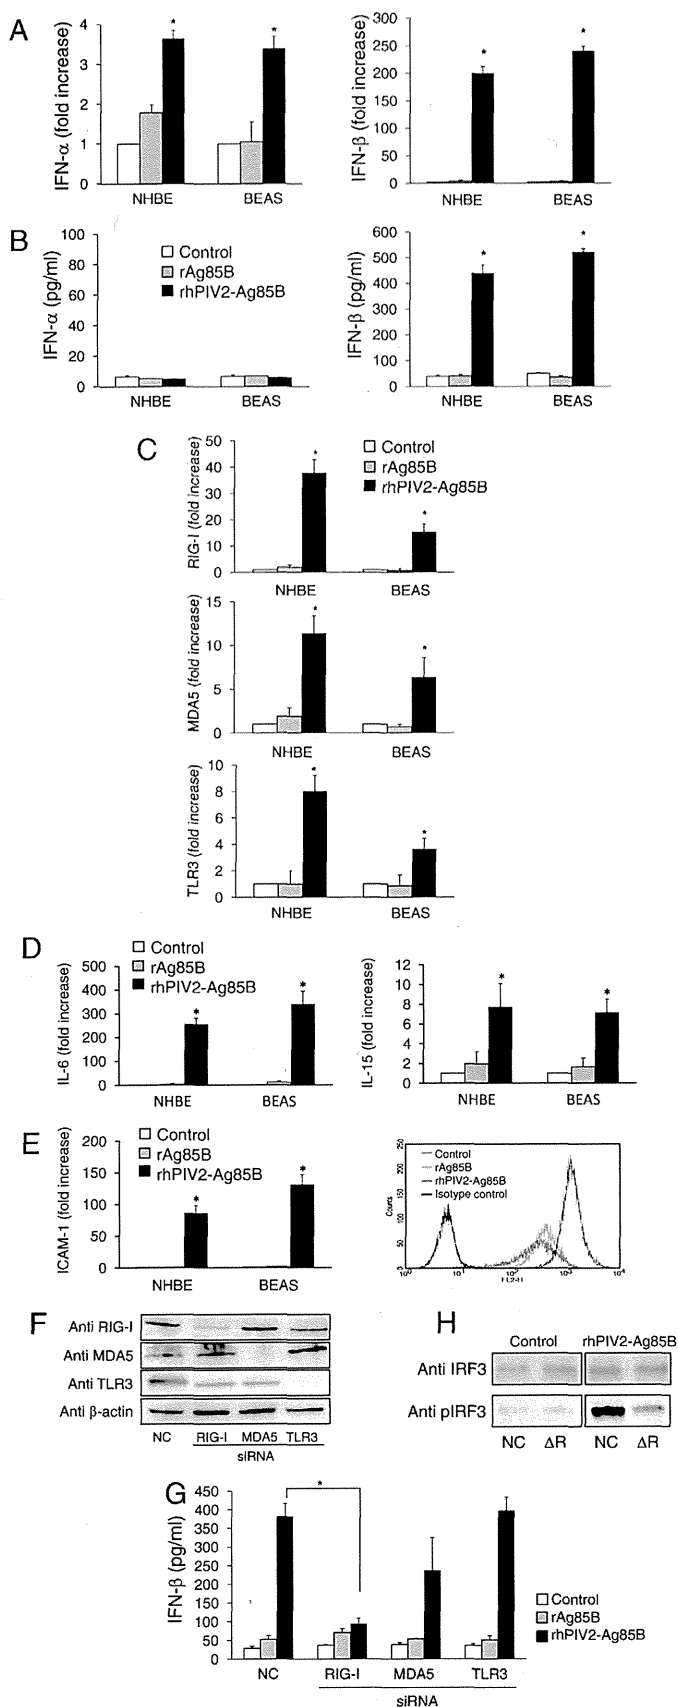 A
IFN-α (fold increase)
4
3
2
1
0
* *
NHBE BEAS
IFN-β (fold increase)
300
250
200
150
100
50
0
* *
NHBE BEAS
B
IFN-α (pg/ml)
100
80
60
40
20
0
Control
rAg85B
rhPIV2-Ag85B
NHBE BEAS
IFN-β (pg/ml)
600
500
400
300
200
100
0
* *
NHBE BEAS
C
RIG-I (fold increase)
50
40
30
20
10
0
* *
Control
rAg85B
rhPIV2-Ag85B
NHBE BEAS
MDA5 (fold increase)
15
10
5
0
* *
NHBE BEAS
TLR3 (fold increase)
10
8
6
4
2
0
* *
NHBE BEAS
D
Control
rAg85B
rhPIV2-Ag85B
IL-6 (fold increase)
500
400
300
200
100
0
* *
NHBE BEAS
IL-15 (fold increase)
12
10
8
6
4
2
0
* *
NHBE BEAS
E
Control
rAg85B
rhPIV2-Ag85B
ICAM-1 (fold increase)
200
150
100
50
0
* *
NHBE BEAS
Counts
250
200
150
100
50
0
Control
rAg85B
rhPIV2-Ag85B
Isotype control
10⁰ 10¹ 10² 10³ 10⁴
FL2-H
F
Anti RIG-I
Anti MDA5
Anti TLR3
Anti β-actin
NC RIG-I MDA5 TLR3
siRNA
H
Control rhPIV2-Ag85B
Anti IRF3
Anti pIRF3
NC ΔR NC ΔR
G
IFN-β (pg/ml)
450
400
350
300
250
200
150
100
50
0
*
Control
rAg85B
rhPIV2-Ag85B
NC RIG-I MDA5 TLR3
siRNA